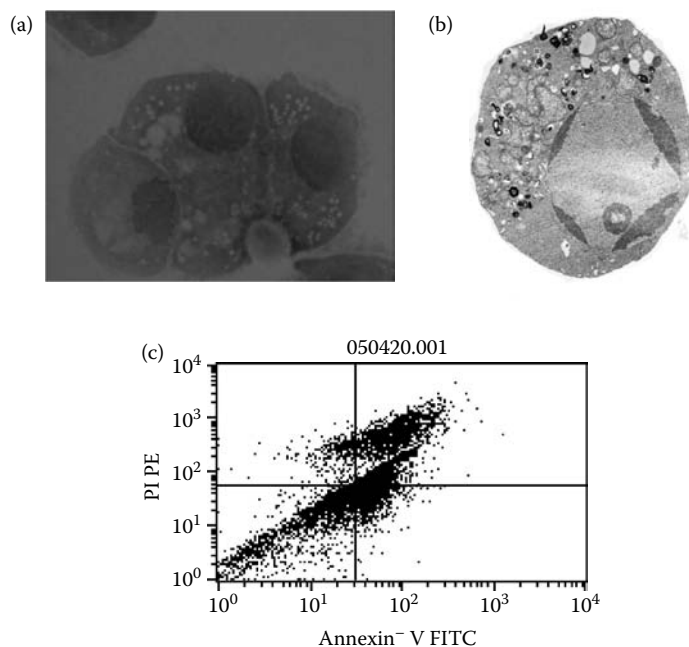 (a)
(b)
(c)
050420.001
10⁴
10³
10²
10¹
10⁰
PI PE
10⁰ 10¹ 10² 10³ 10⁴
Annexin⁻ V FITC